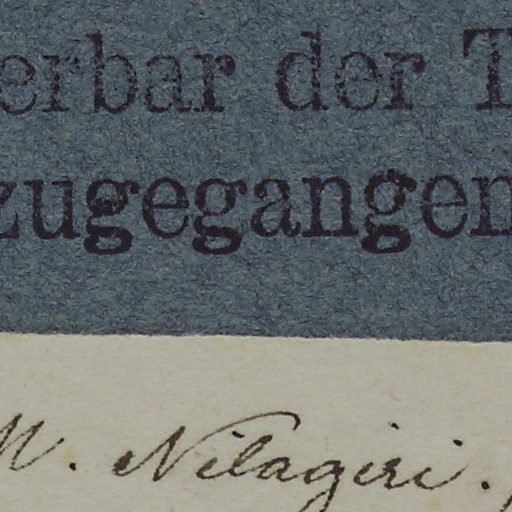 erbar der T
zugegangen
M. Nilagiri.